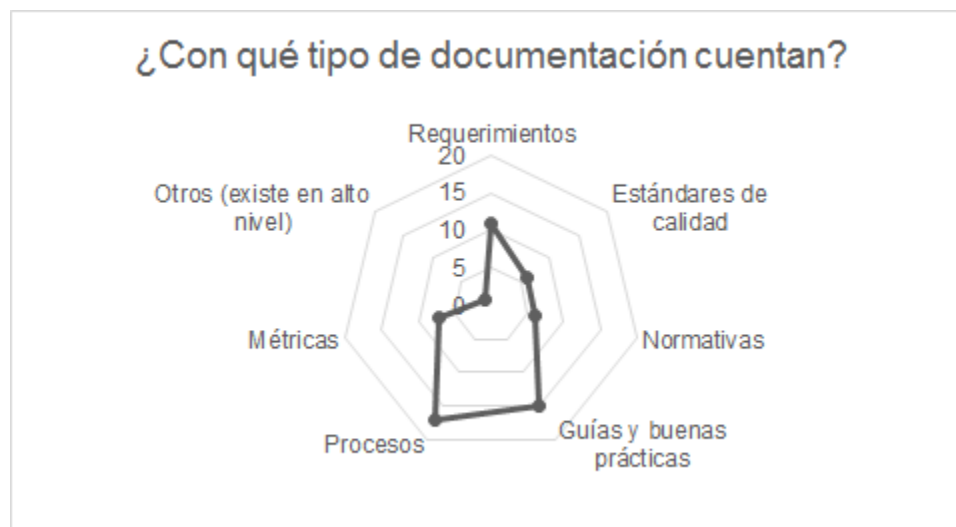 ¿Con qué tipo de documentación cuentan?
Requerimientos
20
15
10
5
0
Estándares de
calidad
Normativas
Guías y buenas
prácticas
Procesos
Métricas
Otros (existe en alto
nivel)